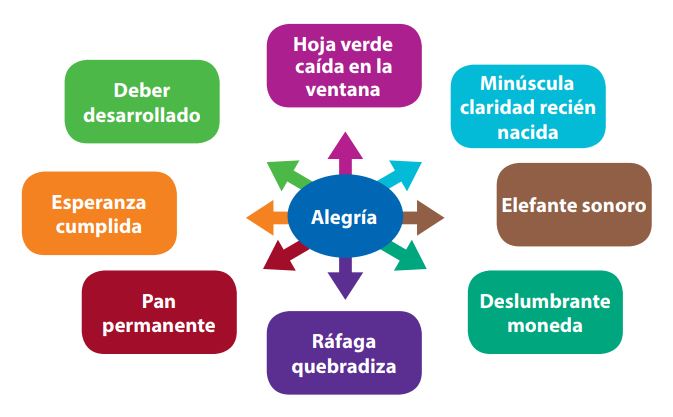 Hoja verde
caída en la
ventana
Deber
desarrollado
Minúscula
claridad recién
nacida
Esperanza
cumplida
Alegría
Elefante sonoro
Pan
permanente
Ráfaga
quebradiza
Deslumbrante
moneda